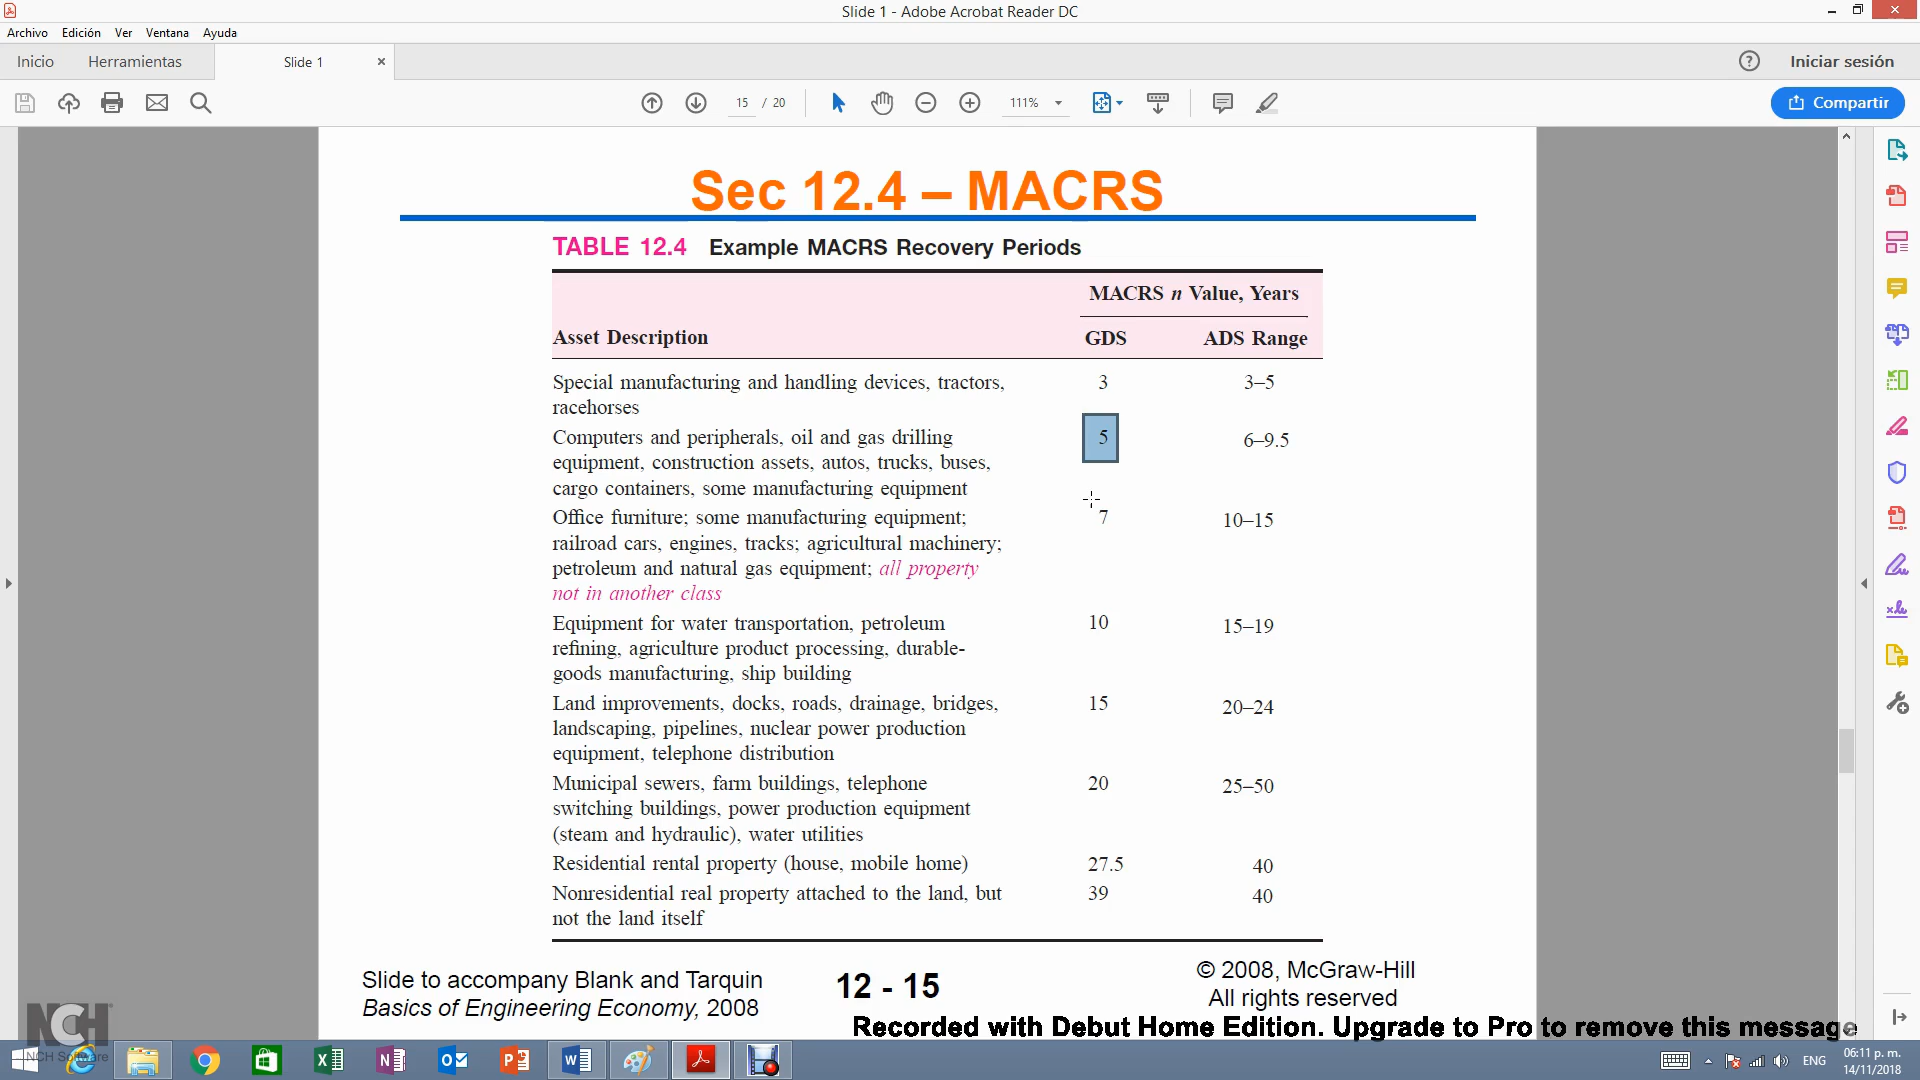 Slide 1 - Adobe Acrobat Reader DC
Archivo Edición Ver Ventana Ayuda
Inicio Herramientas Slide 1 × ? Iniciar sesión
15 / 20 111% Compartir
Sec 12.4 – MACRS
TABLE 12.4 Example MACRS Recovery Periods
MACRS n Value, Years
Asset Description GDS ADS Range
Special manufacturing and handling devices, tractors, 3 3–5
racehorses
Computers and peripherals, oil and gas drilling 5 6–9.5
equipment, construction assets, autos, trucks, buses,
cargo containers, some manufacturing equipment
Office furniture; some manufacturing equipment; 7 10–15
railroad cars, engines, tracks; agricultural machinery;
petroleum and natural gas equipment; all property
not in another class
Equipment for water transportation, petroleum 10 15–19
refining, agriculture product processing, durable-
goods manufacturing, ship building
Land improvements, docks, roads, drainage, bridges, 15 20–24
landscaping, pipelines, nuclear power production
equipment, telephone distribution
Municipal sewers, farm buildings, telephone 20 25–50
switching buildings, power production equipment
(steam and hydraulic), water utilities
Residential rental property (house, mobile home) 27.5 40
Nonresidential real property attached to the land, but 39 40
not the land itself
Slide to accompany Blank and Tarquin
Basics of Engineering Economy, 2008
12 - 15
© 2008, McGraw-Hill
All rights reserved
Recorded with Debut Home Edition. Upgrade to Pro to remove this message
NCH
NCH Software
ENG
06:11 p. m.
14/11/2018